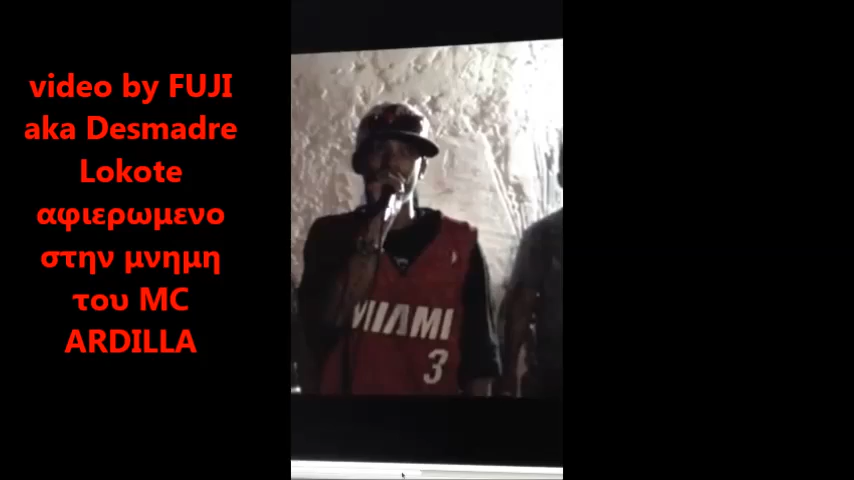 video by FUJI
aka Desmadre
Lokote
αφιερωμενο
στην μνημη
του MC
ARDILLA
MIAMI
3